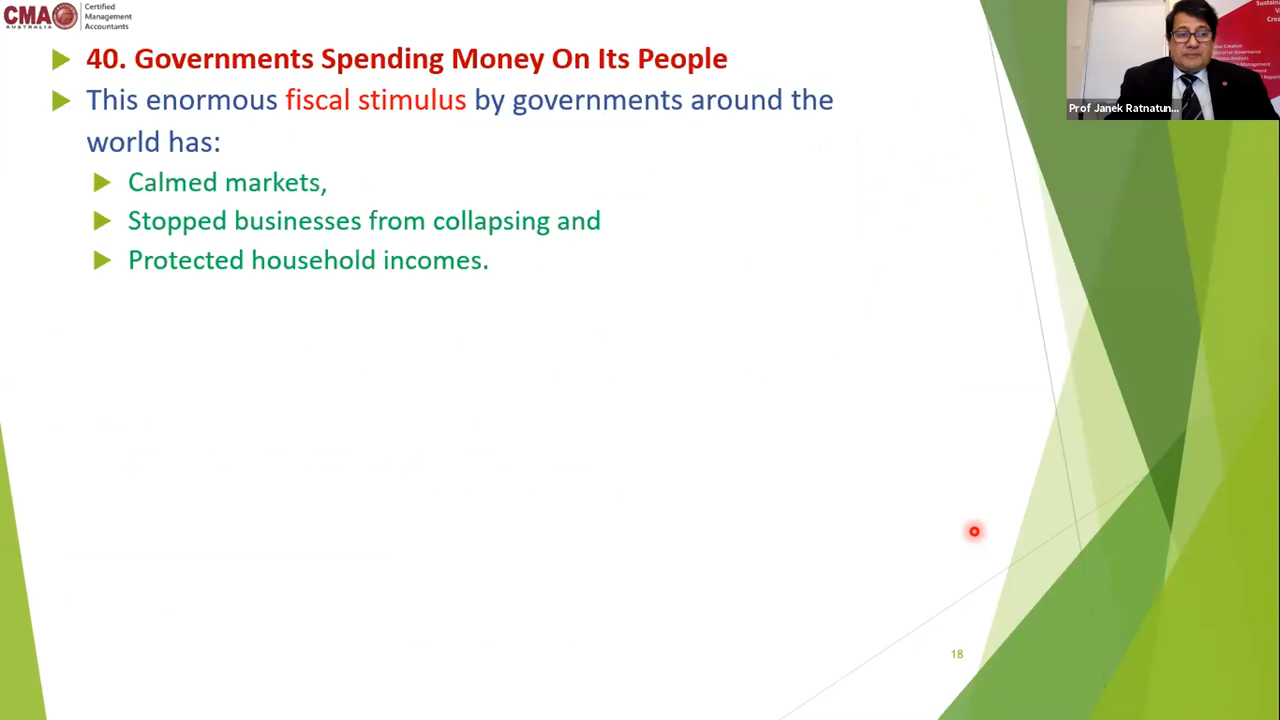 CMA
AUSTRALIA
Certified
Management
Accountants
40. Governments Spending Money On Its People
This enormous fiscal stimulus by governments around the
world has:
Calmed markets,
Stopped businesses from collapsing and
Protected household incomes.
Prof Janek Ratnatun...
18